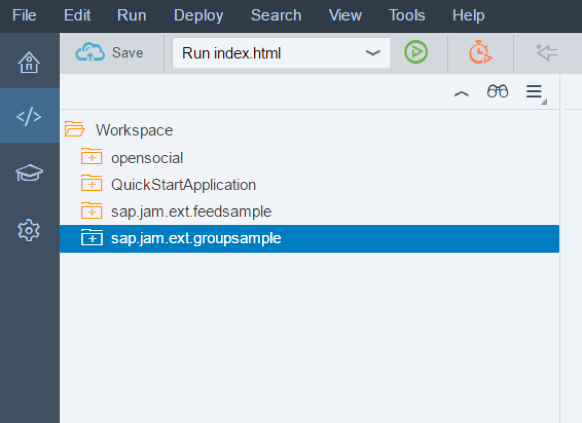 File Edit Run Deploy Search View Tools Help
Save Run index.html
Workspace
opensocial
QuickStartApplication
sap.jam.ext.feedsample
sap.jam.ext.groupsample